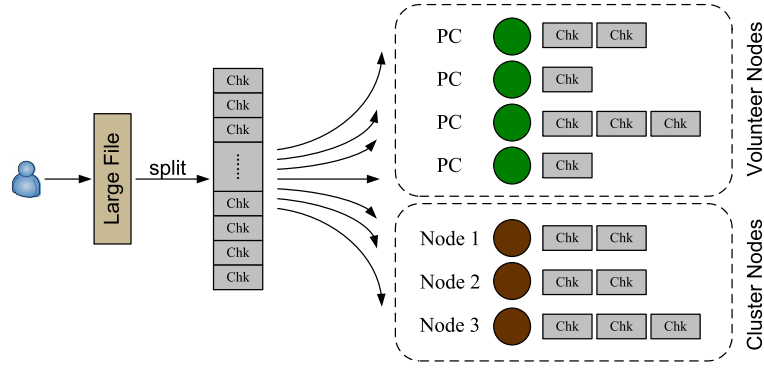 Large File
split
Chk
Chk
Chk
......
Chk
Chk
Chk
Chk
PC Chk Chk
PC Chk
PC Chk Chk Chk
PC Chk
Volunteer Nodes
Node 1 Chk Chk
Node 2 Chk Chk
Node 3 Chk Chk Chk
Cluster Nodes